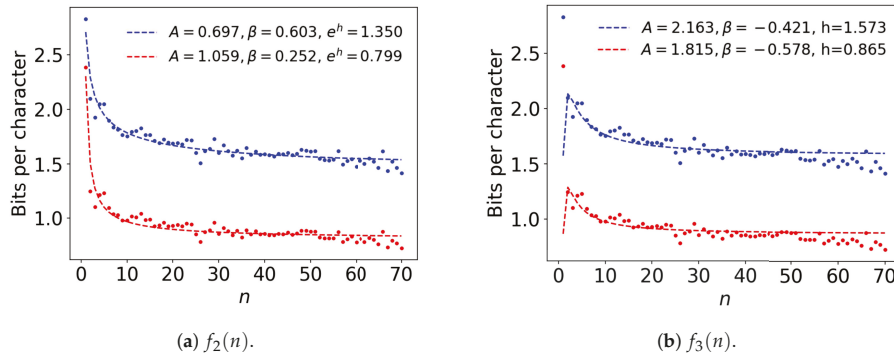 A = 0.697, β = 0.603, e^h = 1.350
A = 1.059, β = 0.252, e^h = 0.799
Bits per character
2.5
2.0
1.5
1.0
0 10 20 30 40 50 60 70
n
(a) f₂(n).
A = 2.163, β = −0.421, h=1.573
A = 1.815, β = −0.578, h=0.865
Bits per character
2.5
2.0
1.5
1.0
0 10 20 30 40 50 60 70
n
(b) f₃(n).